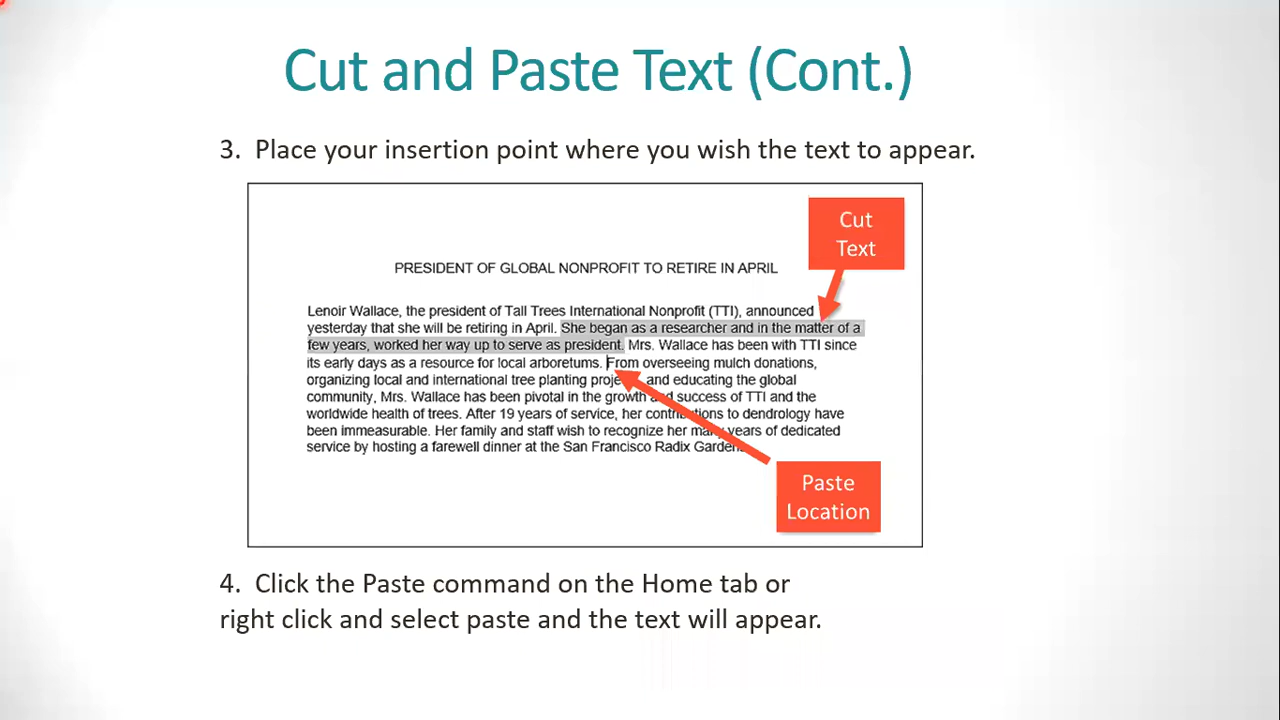 Cut and Paste Text (Cont.)
3. Place your insertion point where you wish the text to appear.
Cut
Text
PRESIDENT OF GLOBAL NONPROFIT TO RETIRE IN APRIL
Lenoir Wallace, the president of Tall Trees International Nonprofit (TTI), announced
yesterday that she will be retiring in April. She began as a researcher and in the matter of a
few years, worked her way up to serve as president. Mrs. Wallace has been with TTI since
its early days as a resource for local arboretums. From overseeing mulch donations,
organizing local and international tree planting and educating the global
community, Mrs. Wallace has been pivotal in the growth and success of TTI and the
worldwide health of trees. After 19 years of service, her contributions to dendrology have
been immeasurable. Her family and staff wish to recognize her many years of dedicated
service by hosting a farewell dinner at the San Francisco Radix Gardens
Paste
Location
4. Click the Paste command on the Home tab or
right click and select paste and the text will appear.